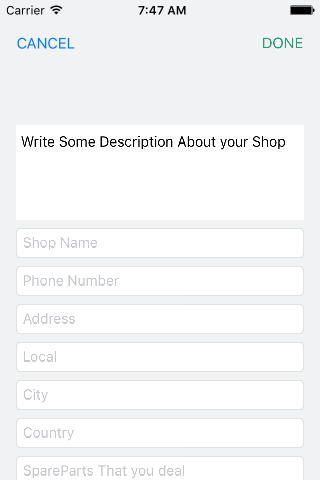 Carrier 7:47 AM
CANCEL DONE
Write Some Description About your Shop
Shop Name
Phone Number
Address
Local
City
Country
SpareParts That you deal